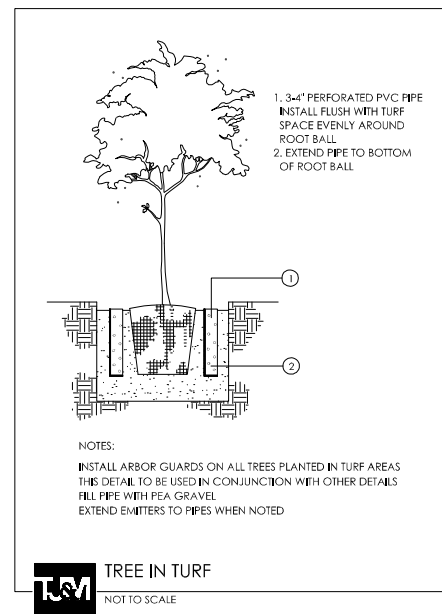 1. 3-4" PERFORATED PVC PIPE
INSTALL FLUSH WITH TURF
SPACE EVENLY AROUND
ROOT BALL
2. EXTEND PIPE TO BOTTOM
OF ROOT BALL
1
2
NOTES:
INSTALL ARBOR GUARDS ON ALL TREES PLANTED IN TURF AREAS
THIS DETAIL TO BE USED IN CONJUNCTION WITH OTHER DETAILS
FILL PIPE WITH PEA GRAVEL
EXTEND EMITTERS TO PIPES WHEN NOTED
TREE IN TURF
NOT TO SCALE